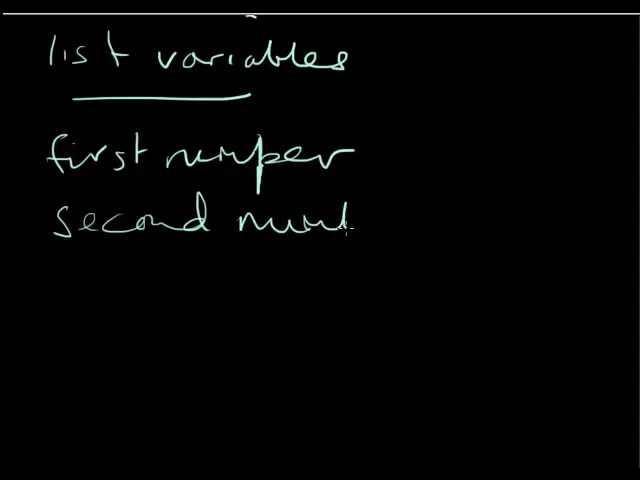 list variables
first number
second num